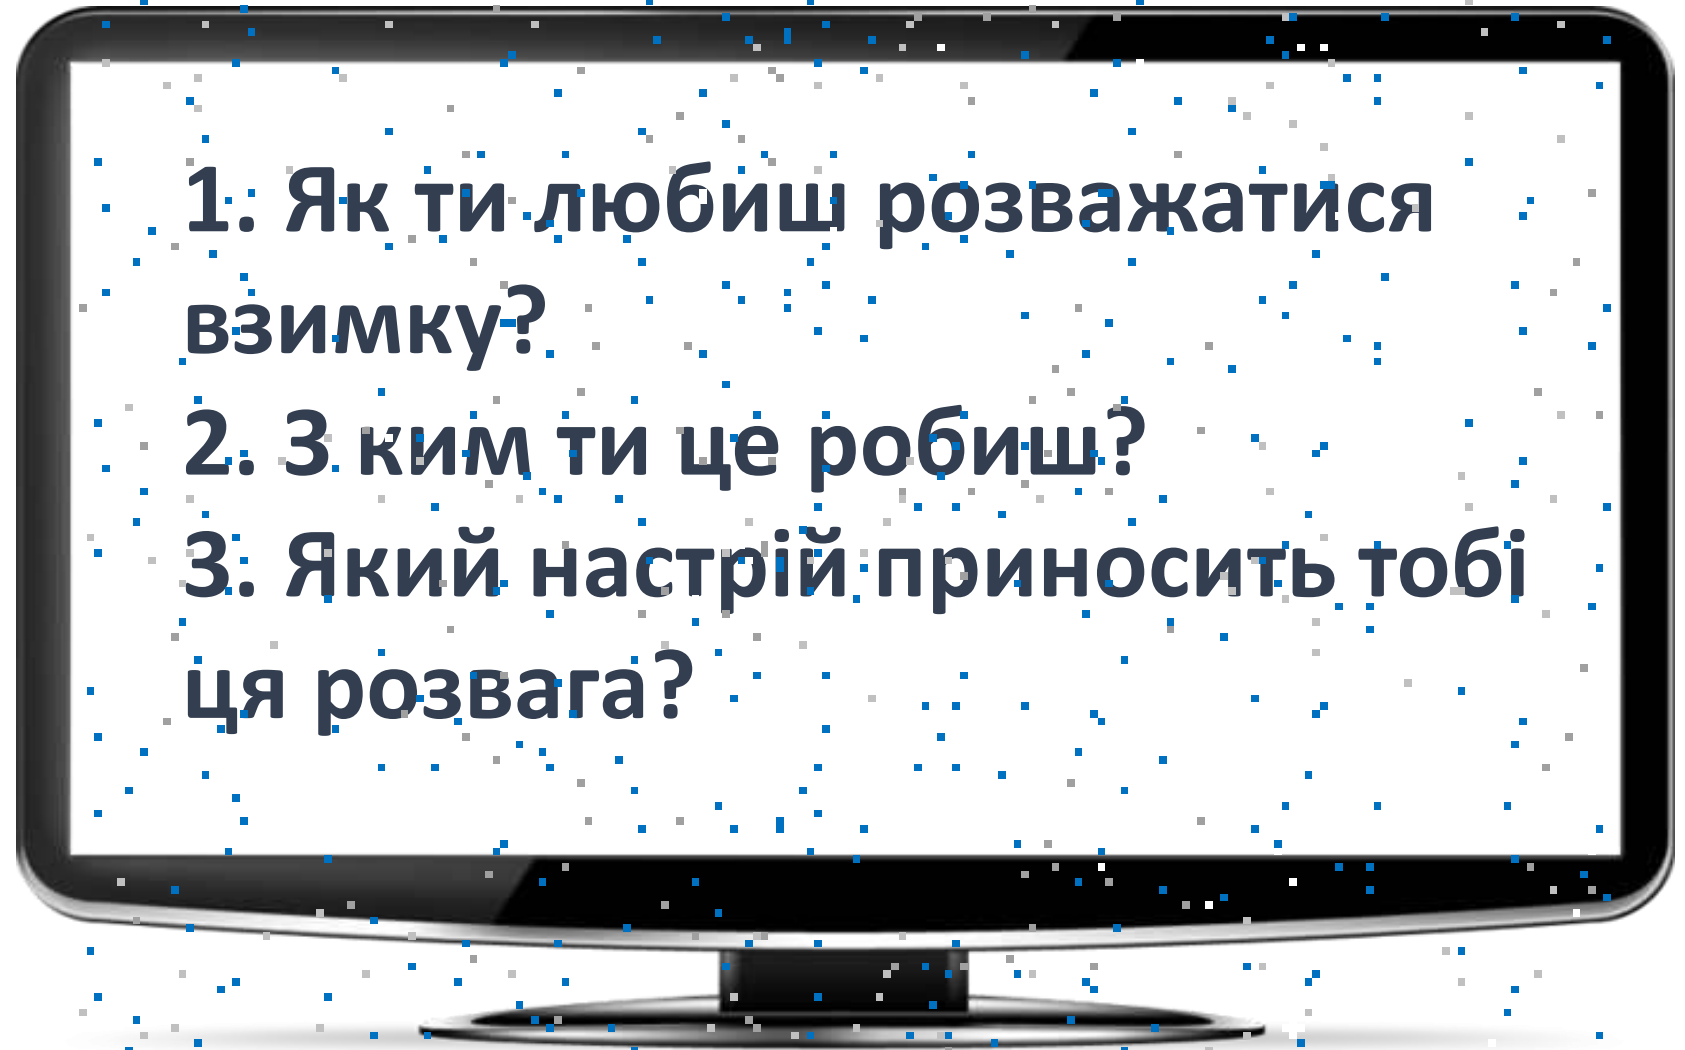 1. Як ти любиш розважатися
взимку?
2. З ким ти це робиш?
3. Який настрій приносить тобі
ця розвага?